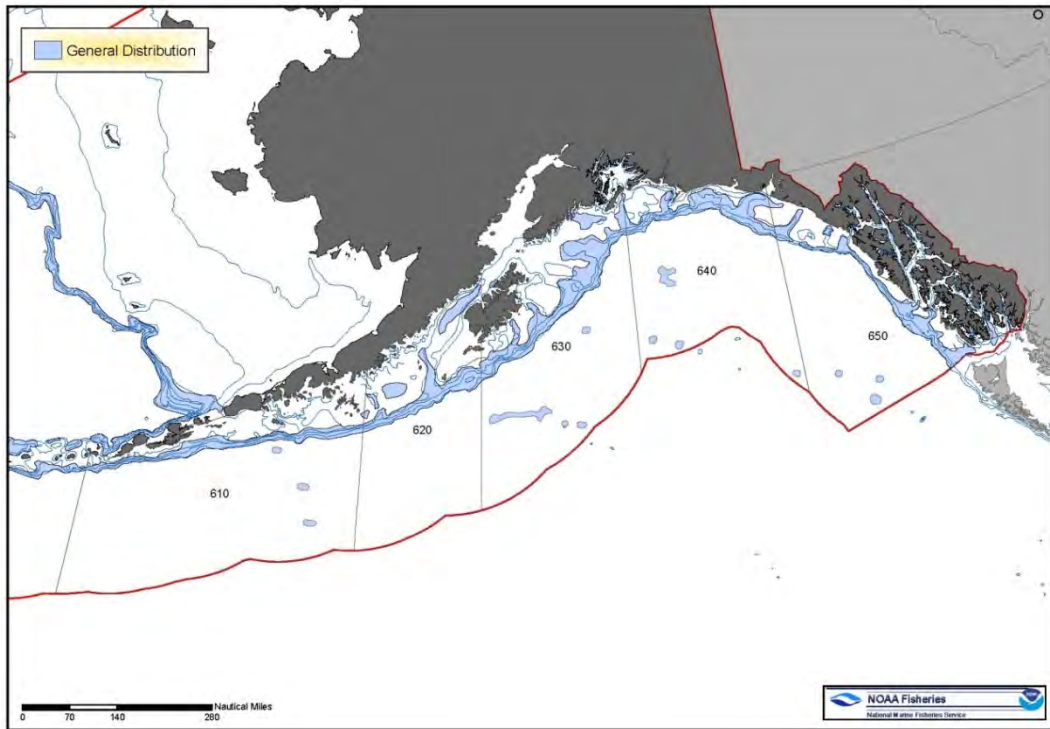 General Distribution
640
650
630
620
610
Nautical Miles
0 70 140 280
NOAA Fisheries
National Marine Fisheries Service